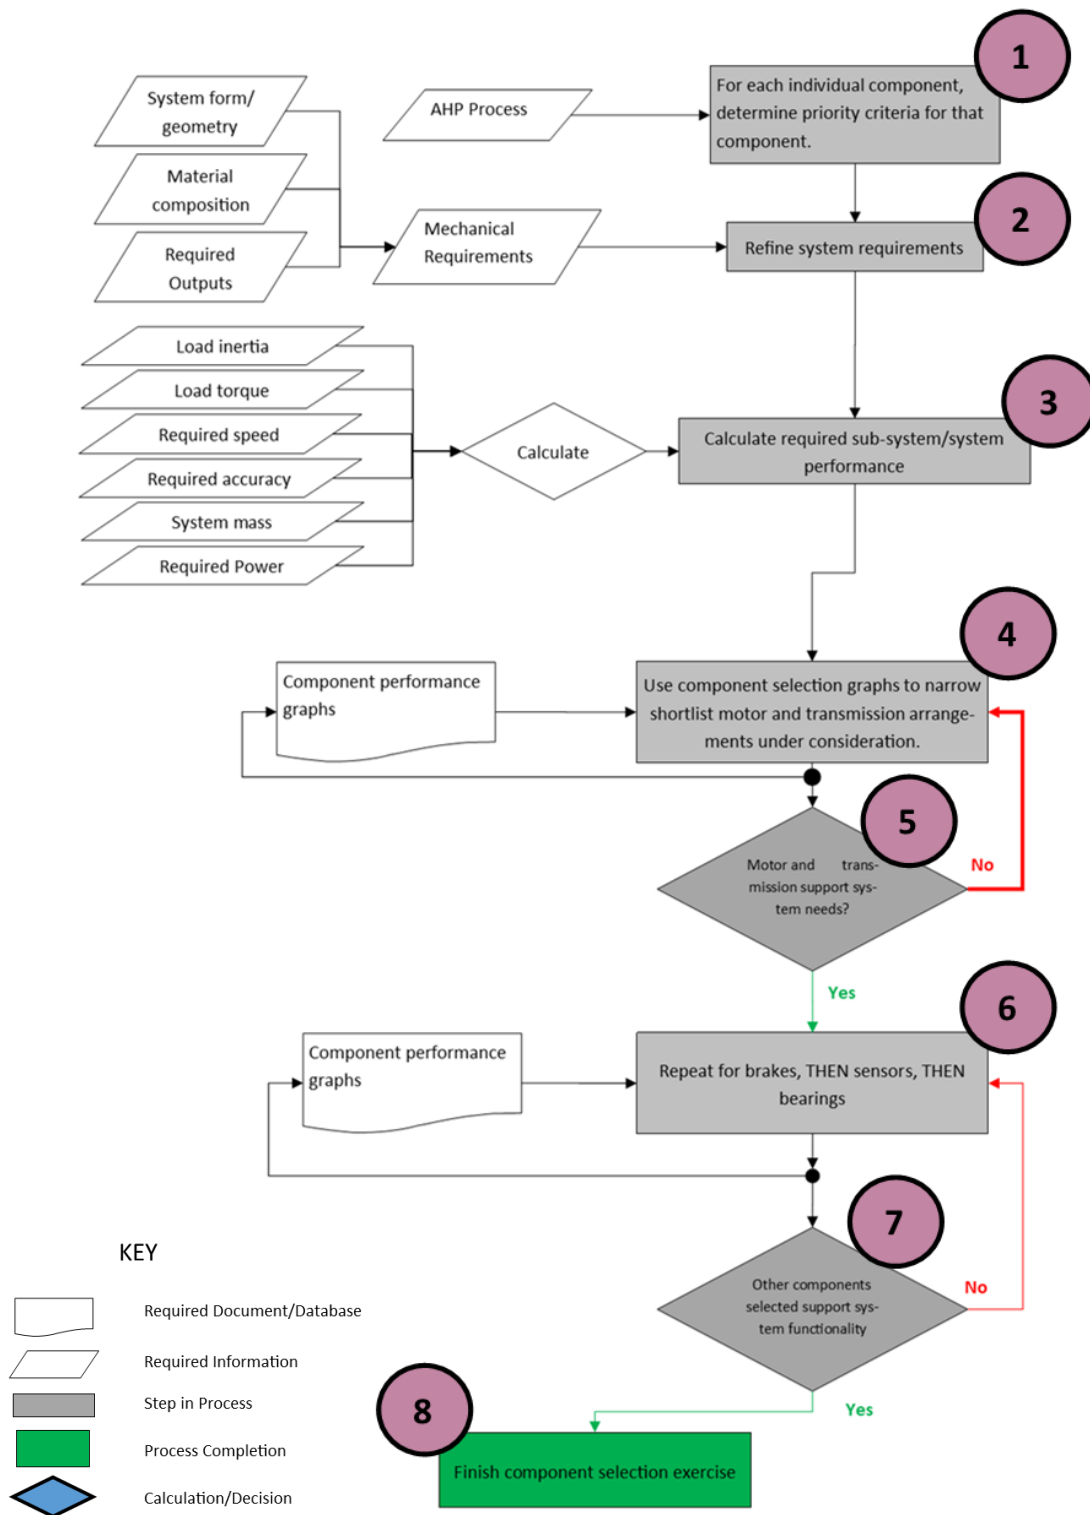 1
System form/
geometry
AHP Process
For each individual component,
determine priority criteria for that
component.
Material
composition
2
Mechanical
Requirements
Refine system requirements
Required
Outputs
Load inertia
Load torque
3
Required speed
Calculate
Calculate required sub-system/system
performance
Required accuracy
System mass
Required Power
4
Component performance
graphs
Use component selection graphs to narrow
shortlist motor and transmission arrange-
ments under consideration.
5
Motor and trans-
mission support sys-
tem needs?
No
Yes
6
Component performance
graphs
Repeat for brakes, THEN sensors, THEN
bearings
7
Other components
selected support sys-
tem functionality
No
Yes
8
Finish component selection exercise
KEY
Required Document/Database
Required Information
Step in Process
Process Completion
Calculation/Decision